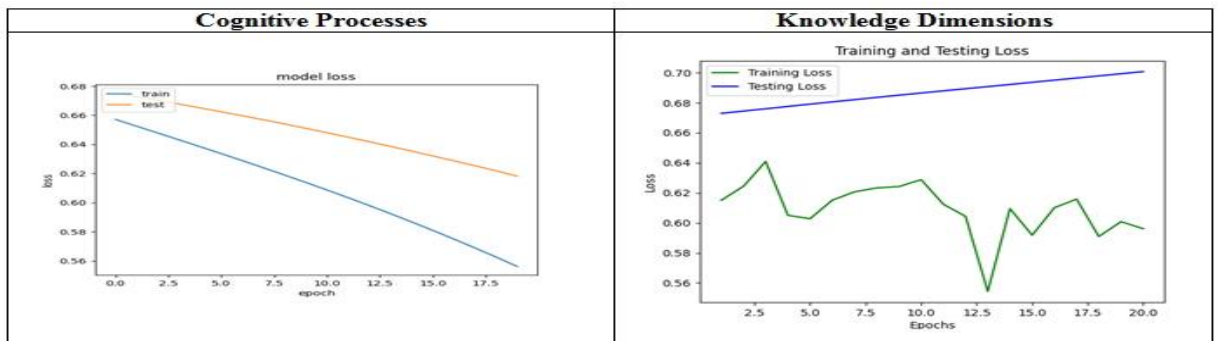 Cognitive Processes
Knowledge Dimensions
model loss
train
test
0.68
0.66
0.64
0.62
0.60
0.58
0.56
loss
0.0 2.5 5.0 7.5 10.0 12.5 15.0 17.5
epoch
Training and Testing Loss
Training Loss
Testing Loss
0.70
0.68
0.66
0.64
0.62
0.60
0.58
0.56
Loss
2.5 5.0 7.5 10.0 12.5 15.0 17.5 20.0
Epochs